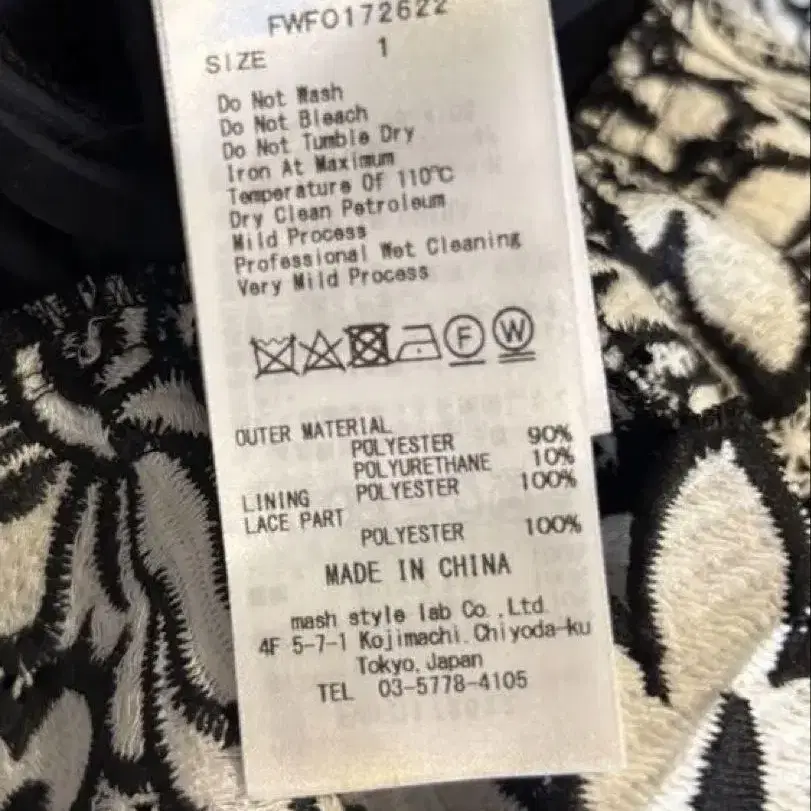 FWFO172622
SIZE 1
Do Not Wash
Do Not Bleach
Do Not Tumble Dry
Iron At Maximum
Temperature Of 110℃
Dry Clean Petroleum
Mild Process
Professional Wet Cleaning
Very Mild Process
F W
OUTER MATERIAL
POLYESTER 90%
POLYURETHANE 10%
LINING POLYESTER 100%
LACE PART
POLYESTER 100%
MADE IN CHINA
mash style lab Co.,Ltd.
4F 5-7-1 Kojimachi.Chiyoda-ku
Tokyo.Japan
TEL 03-5778-4105